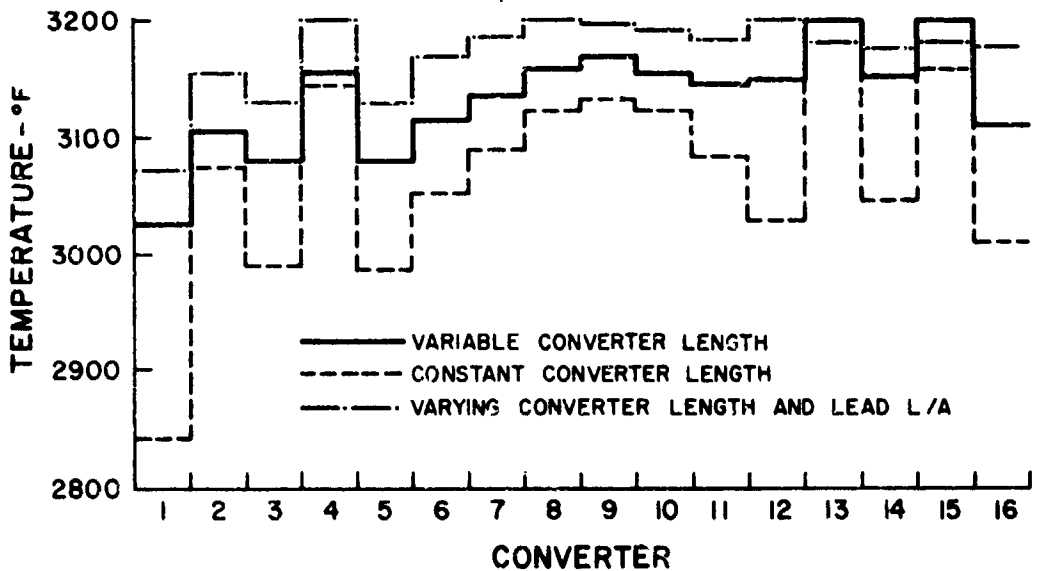 3200
3100
3000
2900
2800
TEMPERATURE - °F
VARIABLE CONVERTER LENGTH
CONSTANT CONVERTER LENGTH
VARYING CONVERTER LENGTH AND LEAD L/A
1 2 3 4 5 6 7 8 9 10 11 12 13 14 15 16
CONVERTER